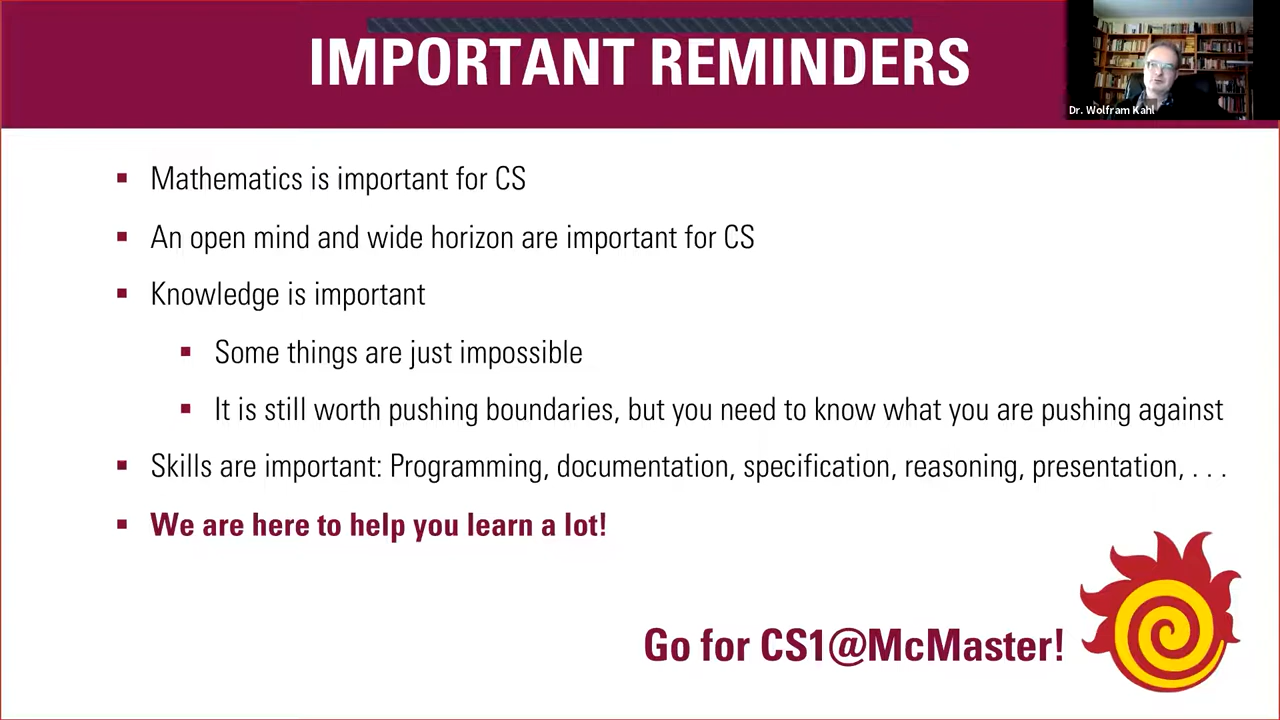 IMPORTANT REMINDERS
Dr. Wolfram Kahl
Mathematics is important for CS
An open mind and wide horizon are important for CS
Knowledge is important
Some things are just impossible
It is still worth pushing boundaries, but you need to know what you are pushing against
Skills are important: Programming, documentation, specification, reasoning, presentation, . . .
We are here to help you learn a lot!
Go for CS1@McMaster!